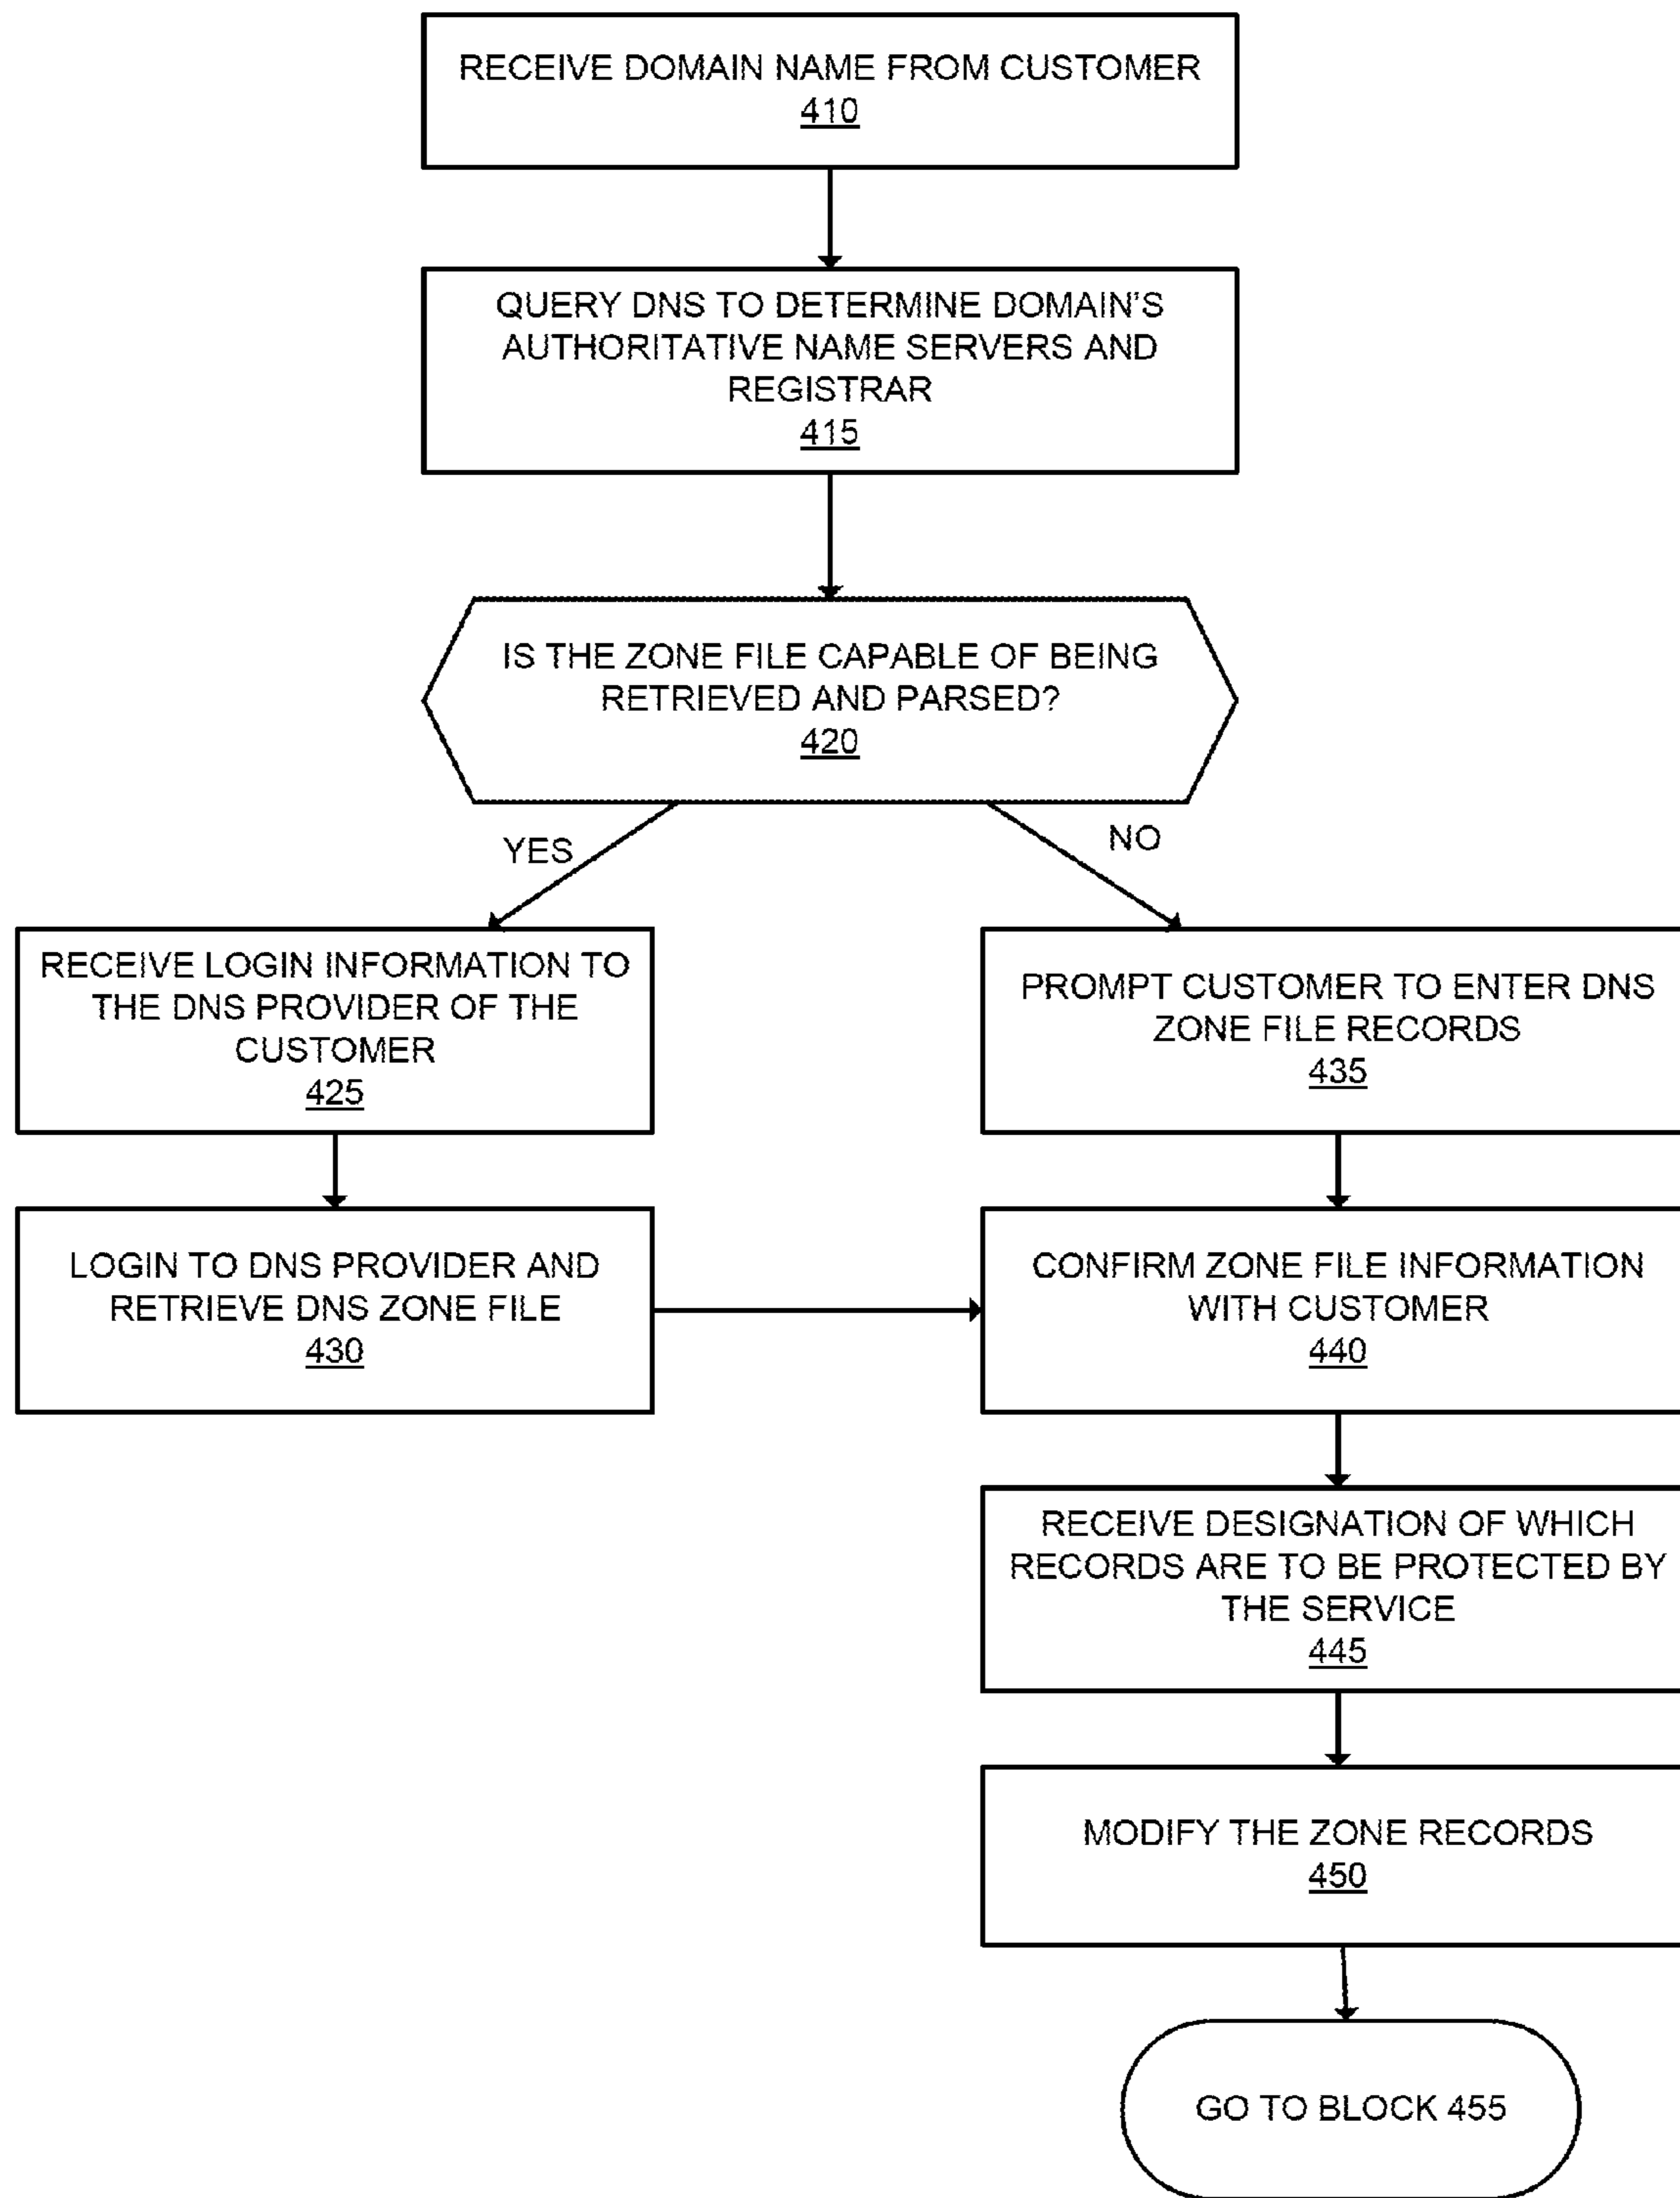 RECEIVE DOMAIN NAME FROM CUSTOMER
410
QUERY DNS TO DETERMINE DOMAIN'S
AUTHORITATIVE NAME SERVERS AND
REGISTRAR
415
IS THE ZONE FILE CAPABLE OF BEING
RETRIEVED AND PARSED?
420
YES
NO
RECEIVE LOGIN INFORMATION TO
THE DNS PROVIDER OF THE
CUSTOMER
425
PROMPT CUSTOMER TO ENTER DNS
ZONE FILE RECORDS
435
LOGIN TO DNS PROVIDER AND
RETRIEVE DNS ZONE FILE
430
CONFIRM ZONE FILE INFORMATION
WITH CUSTOMER
440
RECEIVE DESIGNATION OF WHICH
RECORDS ARE TO BE PROTECTED BY
THE SERVICE
445
MODIFY THE ZONE RECORDS
450
GO TO BLOCK 455